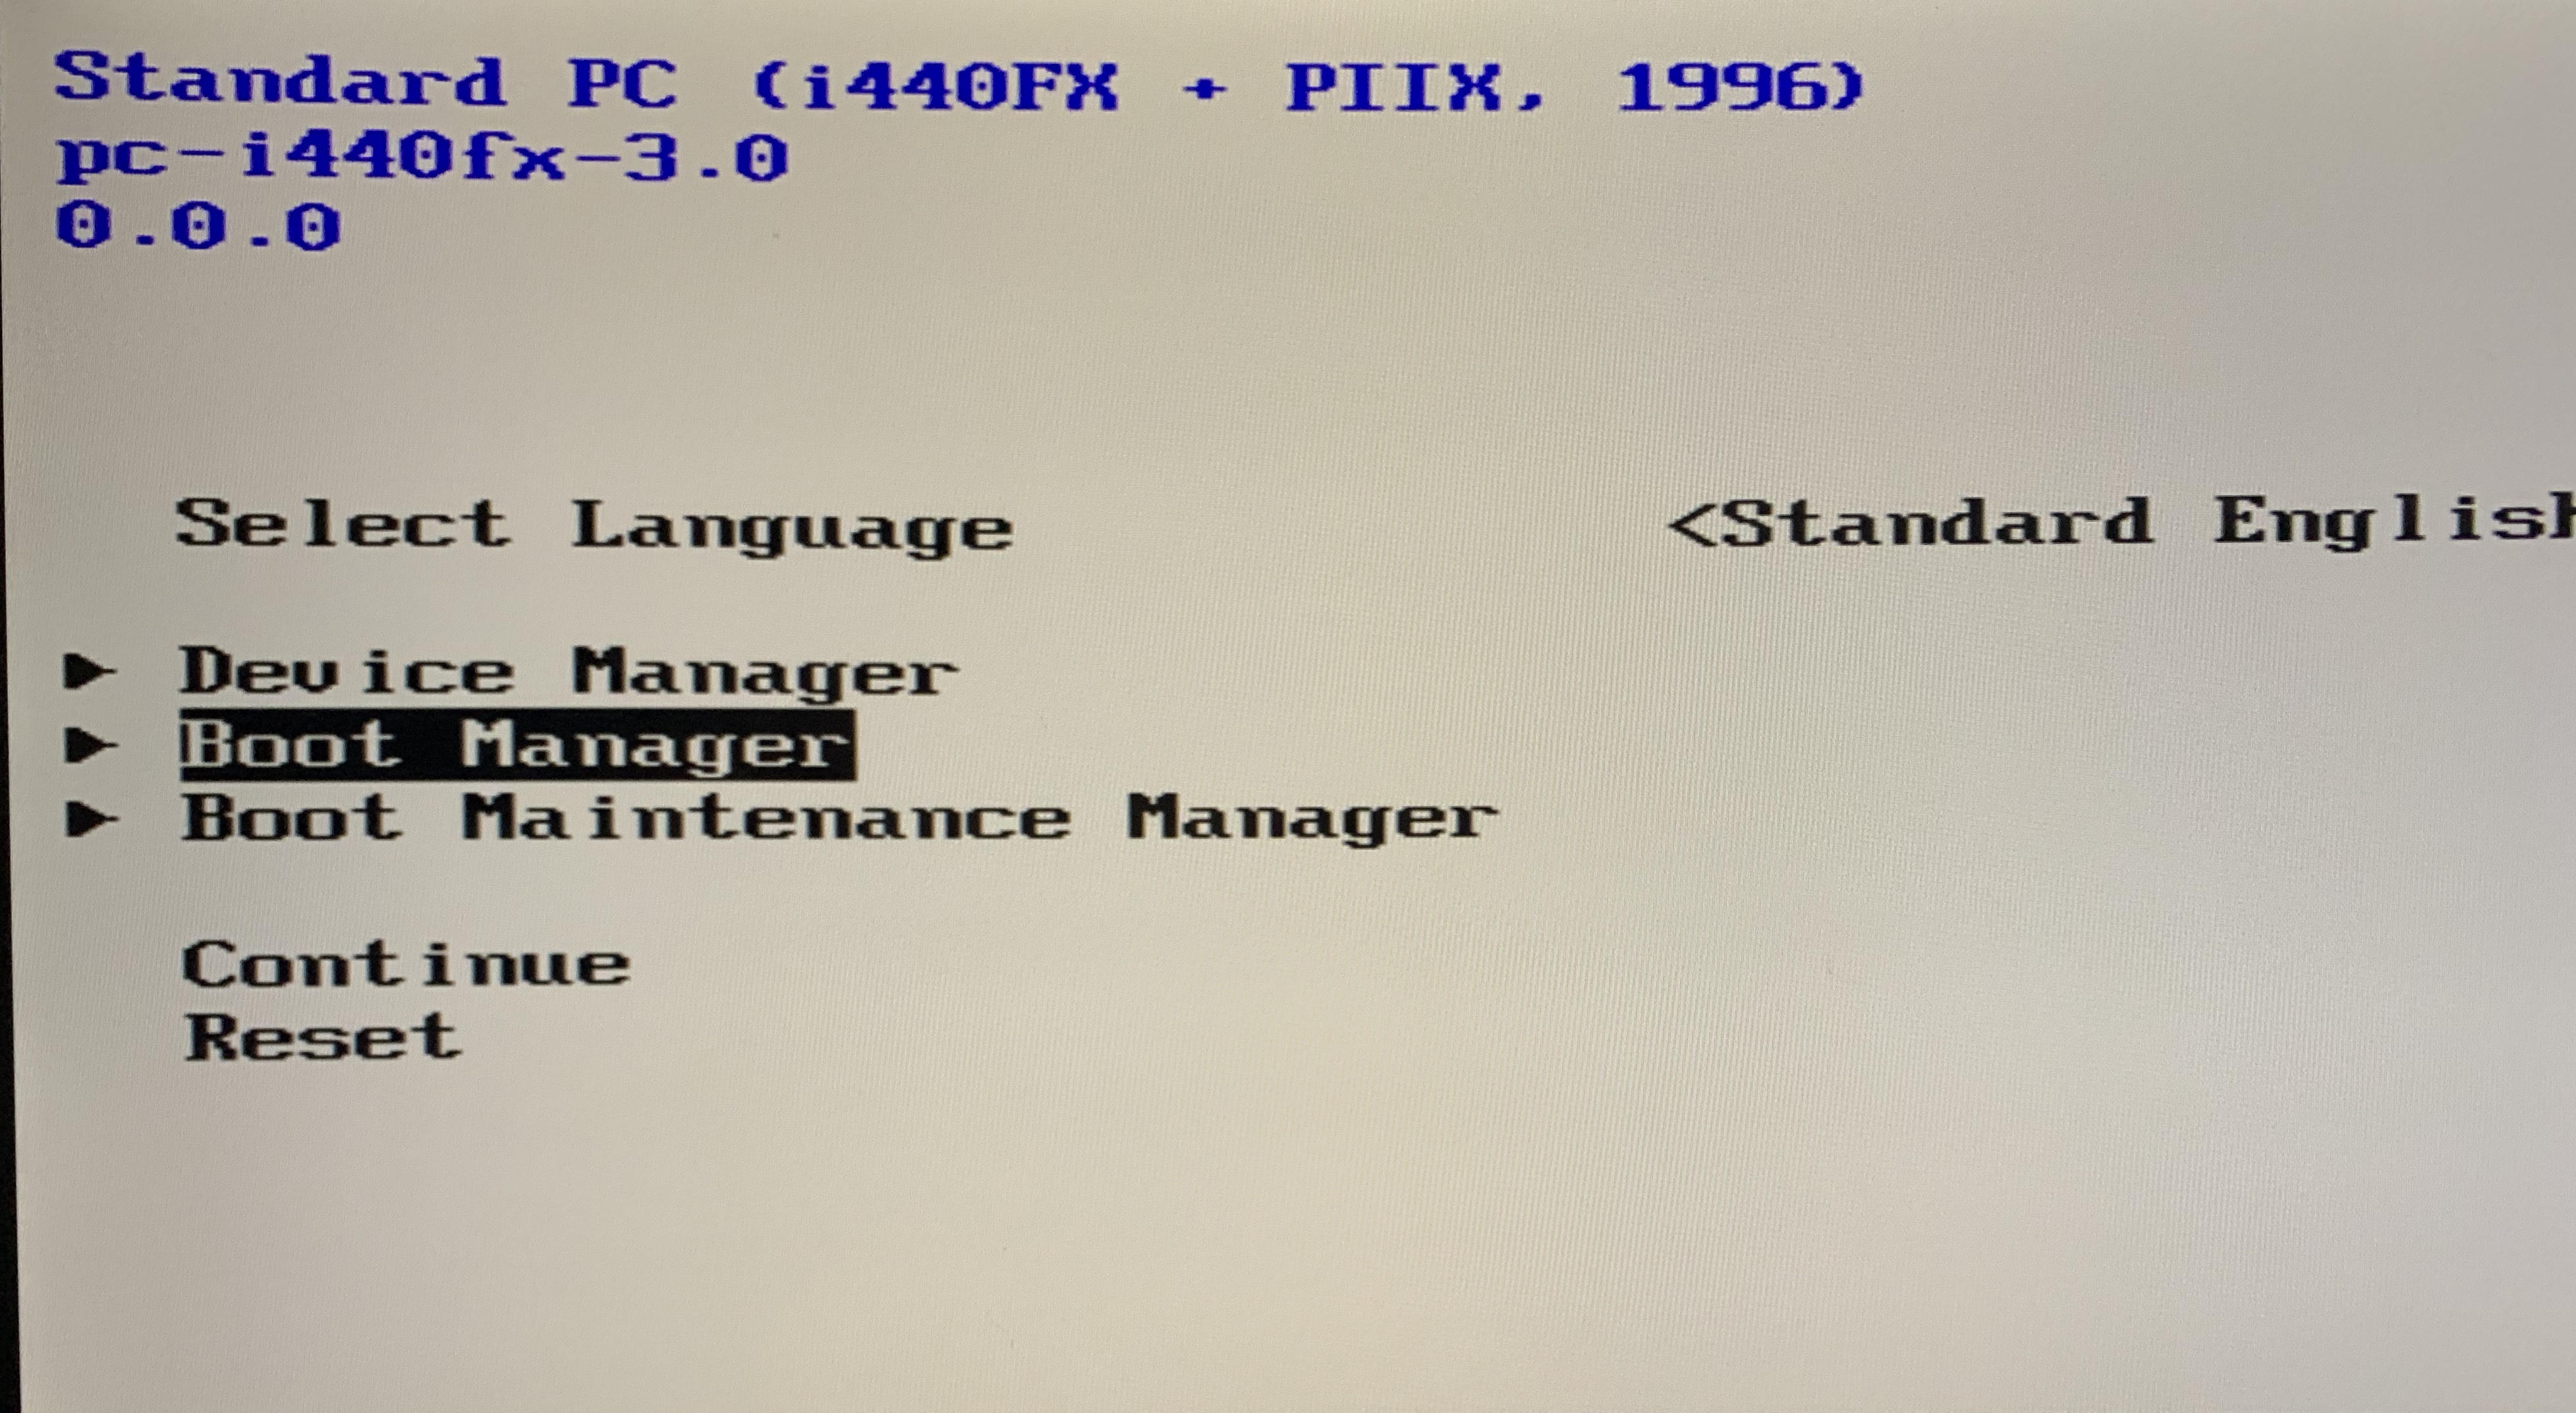 Standard PC (i440FX + PIIX, 1996)
pc-i440fx-3.0
0.0.0
Select Language <Standard English
▶ Device Manager
▶ Boot Manager
▶ Boot Maintenance Manager
Continue
Reset